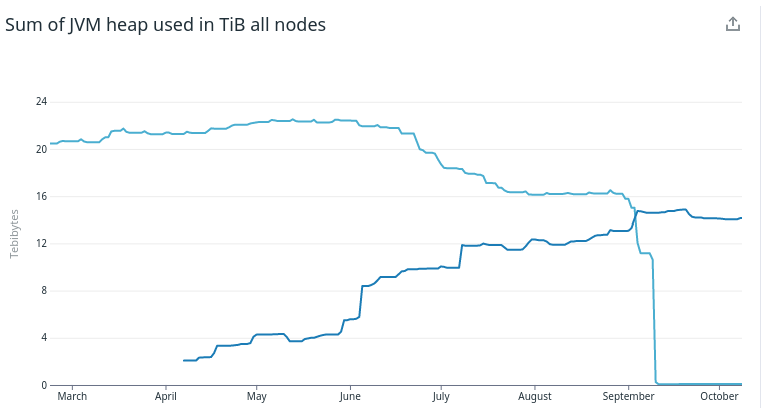 Sum of JVM heap used in TiB all nodes
Tebibytes
24
20
16
12
8
4
0
March April May June July August September October